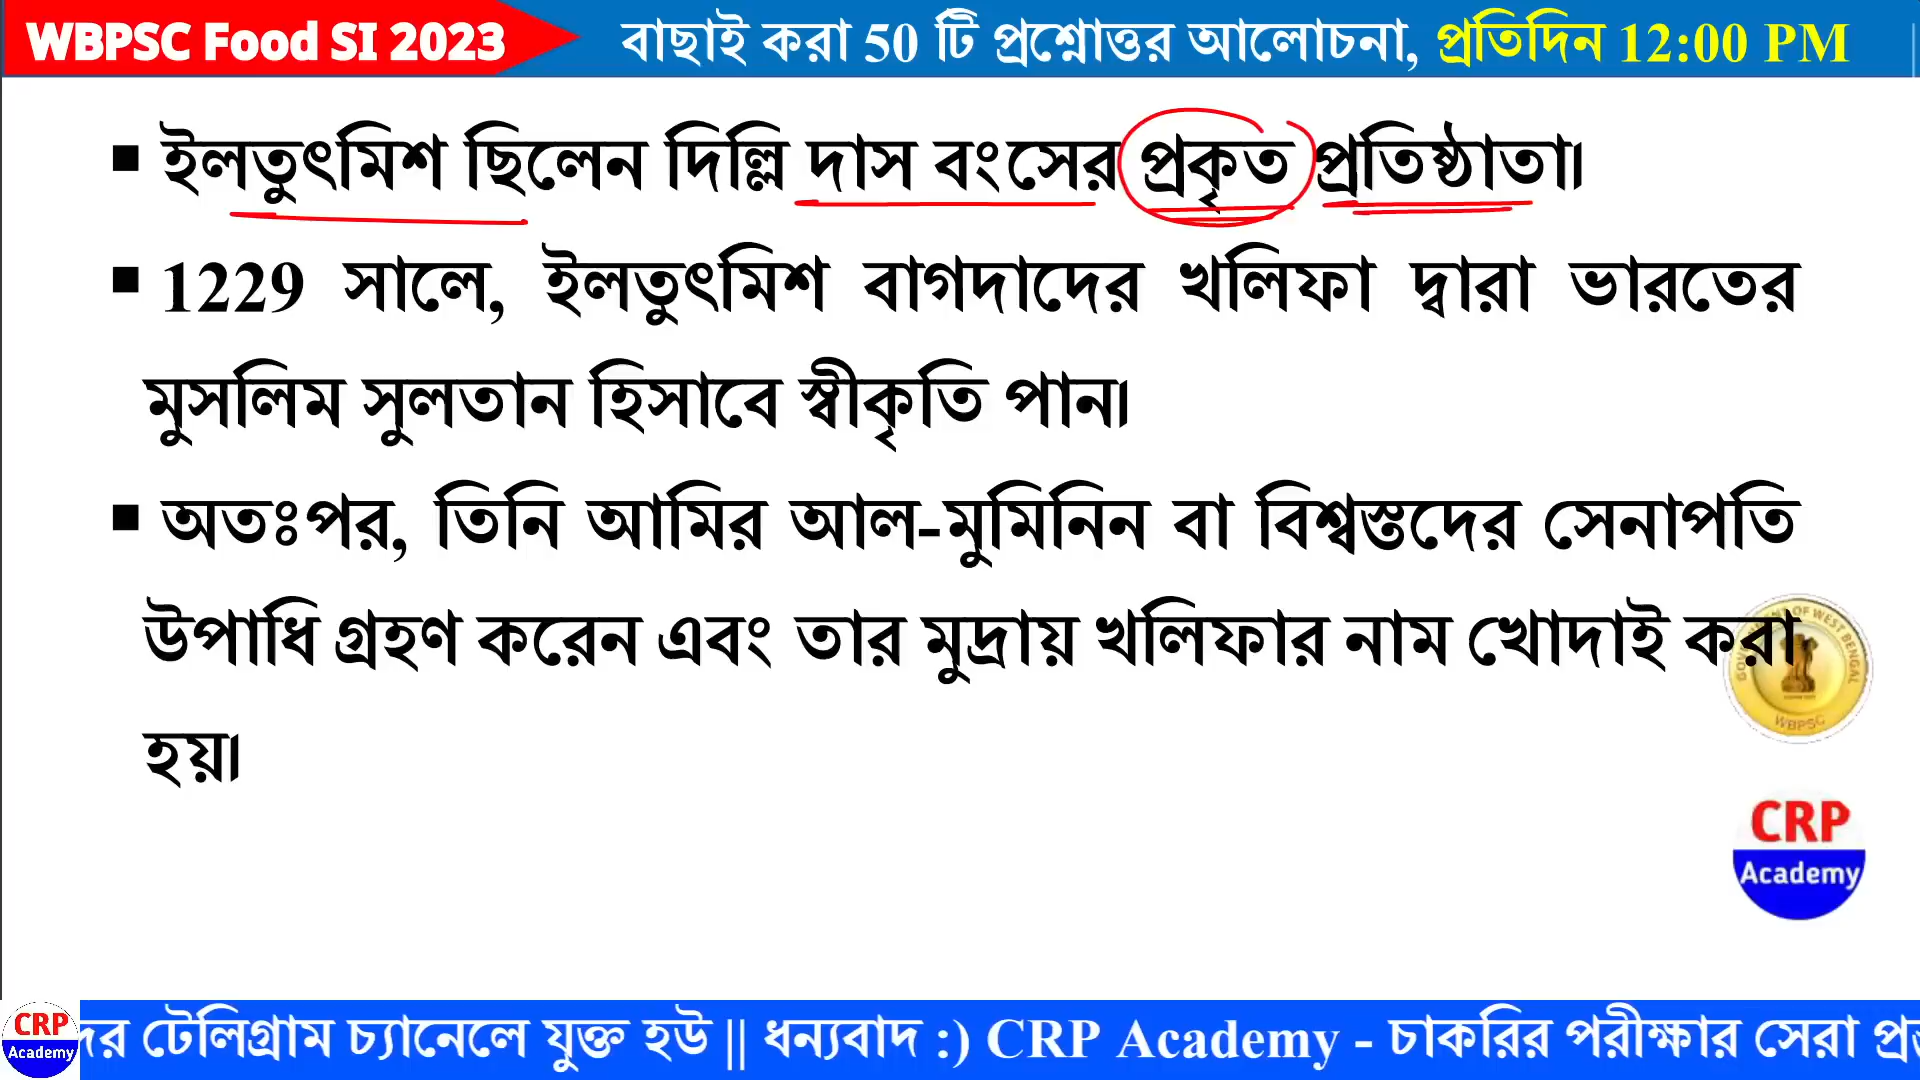 WBPSC Food SI 2023
বাছাই করা 50 টি প্রশ্নোত্তর আলোচনা, প্রতিদিন 12:00 PM
▪ ইলতুৎমিশ ছিলেন দিল্লি দাস বংসের প্রকৃত প্রতিষ্ঠাতা।
▪ 1229 সালে, ইলতুৎমিশ বাগদাদের খলিফা দ্বারা ভারতের
মুসলিম সুলতান হিসাবে স্বীকৃতি পান।
▪ অতঃপর, তিনি আমির আল-মুমিনিন বা বিশ্বস্তদের সেনাপতি
উপাধি গ্রহণ করেন এবং তার মুদ্রায় খলিফার নাম খোদাই করা
হয়।
WBPSC
CRP
Academy
CRP
Academy
টেলিগ্রাম চ্যানেলে যুক্ত হউ || ধন্যবাদ :) CRP Academy - চাকরির পরীক্ষার সেরা